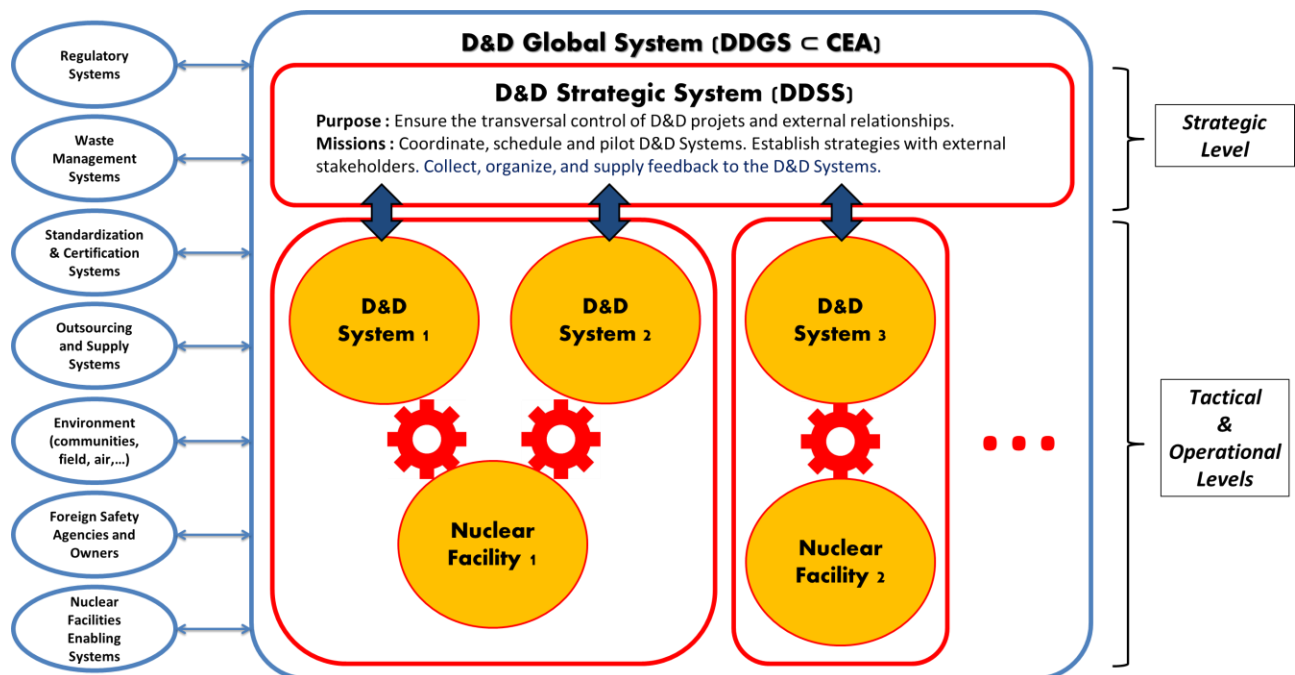 D&D Global System (DDGS ⊂ CEA)
D&D Strategic System (DDSS)
Purpose : Ensure the transversal control of D&D projets and external relationships.
Missions : Coordinate, schedule and pilot D&D Systems. Establish strategies with external
stakeholders. Collect, organize, and supply feedback to the D&D Systems.
Regulatory
Systems
Waste
Management
Systems
Standardization
& Certification
Systems
Outsourcing
and Supply
Systems
Environment
(communities,
field, air,...)
Foreign Safety
Agencies and
Owners
Nuclear
Facilities
Enabling
Systems
D&D
System 1
D&D
System 2
D&D
System 3
Nuclear
Facility 1
Nuclear
Facility 2
Strategic
Level
Tactical
&
Operational
Levels